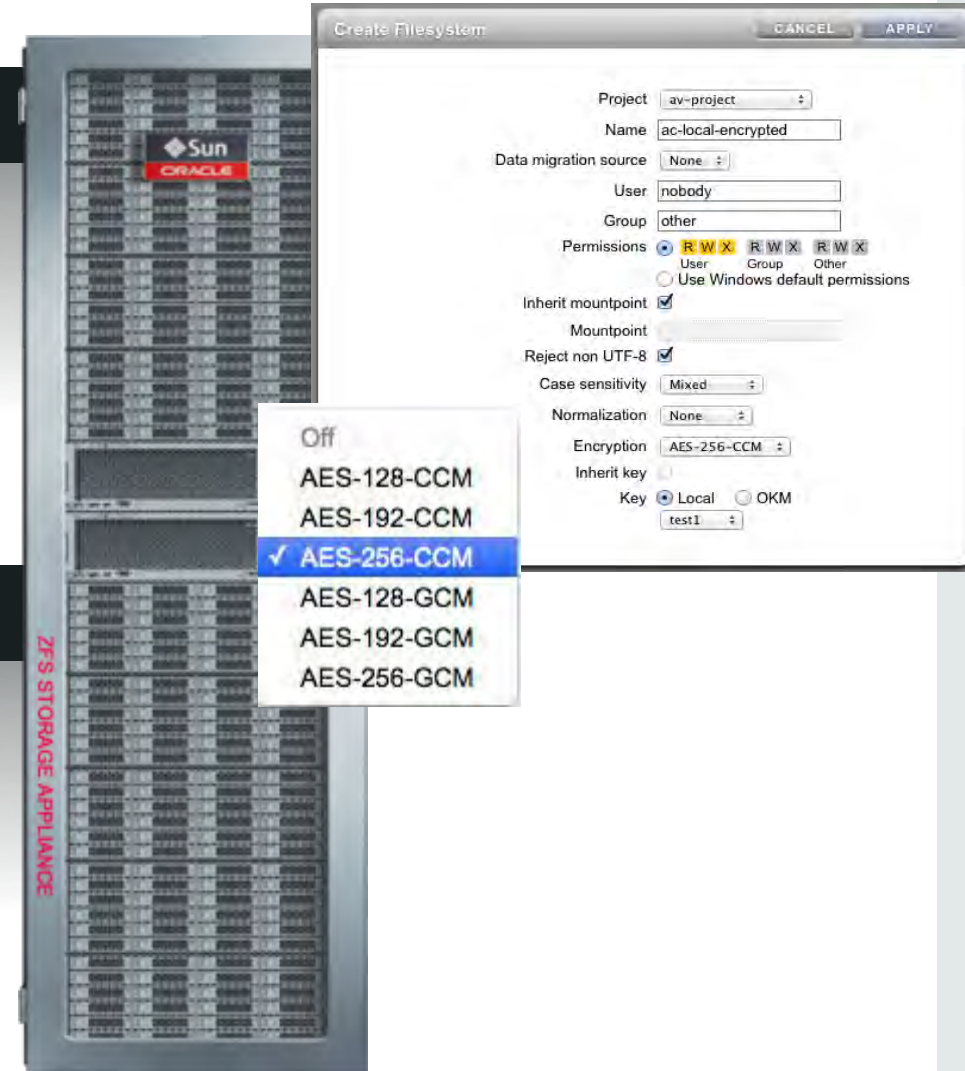 Create Filesystem
CANCEL
APPLY
Project av-project
Name ac-local-encrypted
Data migration source None
User nobody
Group other
Permissions R W X R W X R W X
User Group Other
Use Windows default permissions
Inherit mountpoint
Mountpoint
Reject non UTF-8
Case sensitivity Mixed
Normalization None
Encryption AES-256-CCM
Inherit key
Key Local OKM
test1
Sun
ORACLE
Off
AES-128-CCM
AES-192-CCM
✓ AES-256-CCM
AES-128-GCM
AES-192-GCM
AES-256-GCM
ZFS STORAGE APPLIANCE